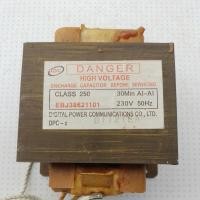 DANGER
HIGH VOLTAGE
DISCHARGE CAPACITOR BEFORE SERVICING
CLASS 250 30Min Al-Al
EBJ38621101 230V 50Hz
DIGITAL POWER COMMUNICATIONS CO., LTD.